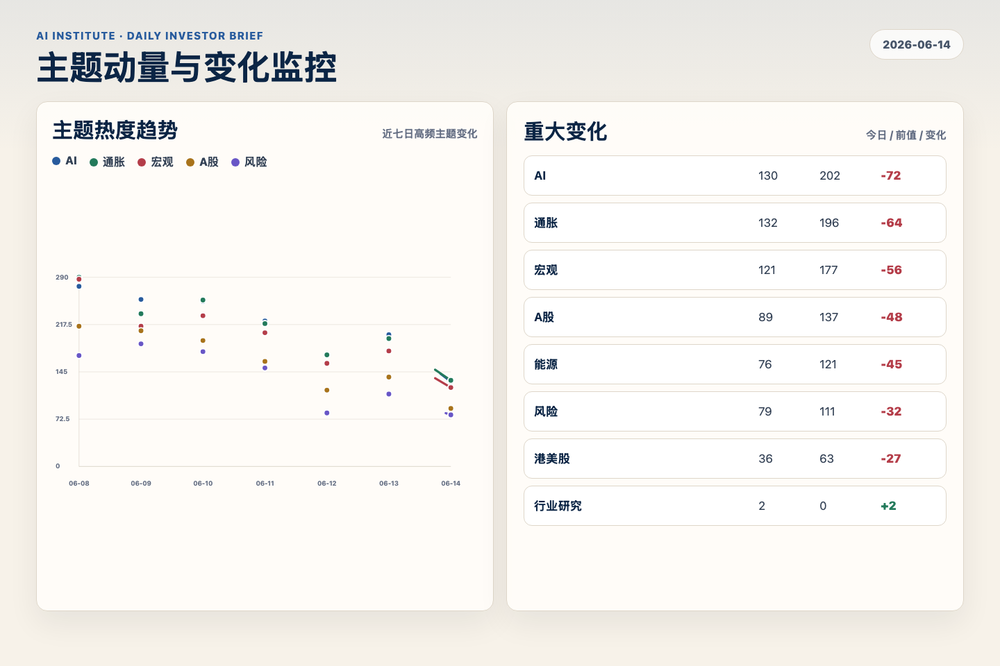 AI INSTITUTE · DAILY INVESTOR BRIEF
主题动量与变化监控
2026-06-14
主题热度趋势
近七日高频主题变化
AI 通胀 宏观 A股 风险
290
217.5
145
72.5
0
06-08 06-09 06-10 06-11 06-12 06-13 06-14
重大变化
今日 / 前值 / 变化
AI 130 202 -72
通胀 132 196 -64
宏观 121 177 -56
A股 89 137 -48
能源 76 121 -45
风险 79 111 -32
港美股 36 63 -27
行业研究 2 0 +2